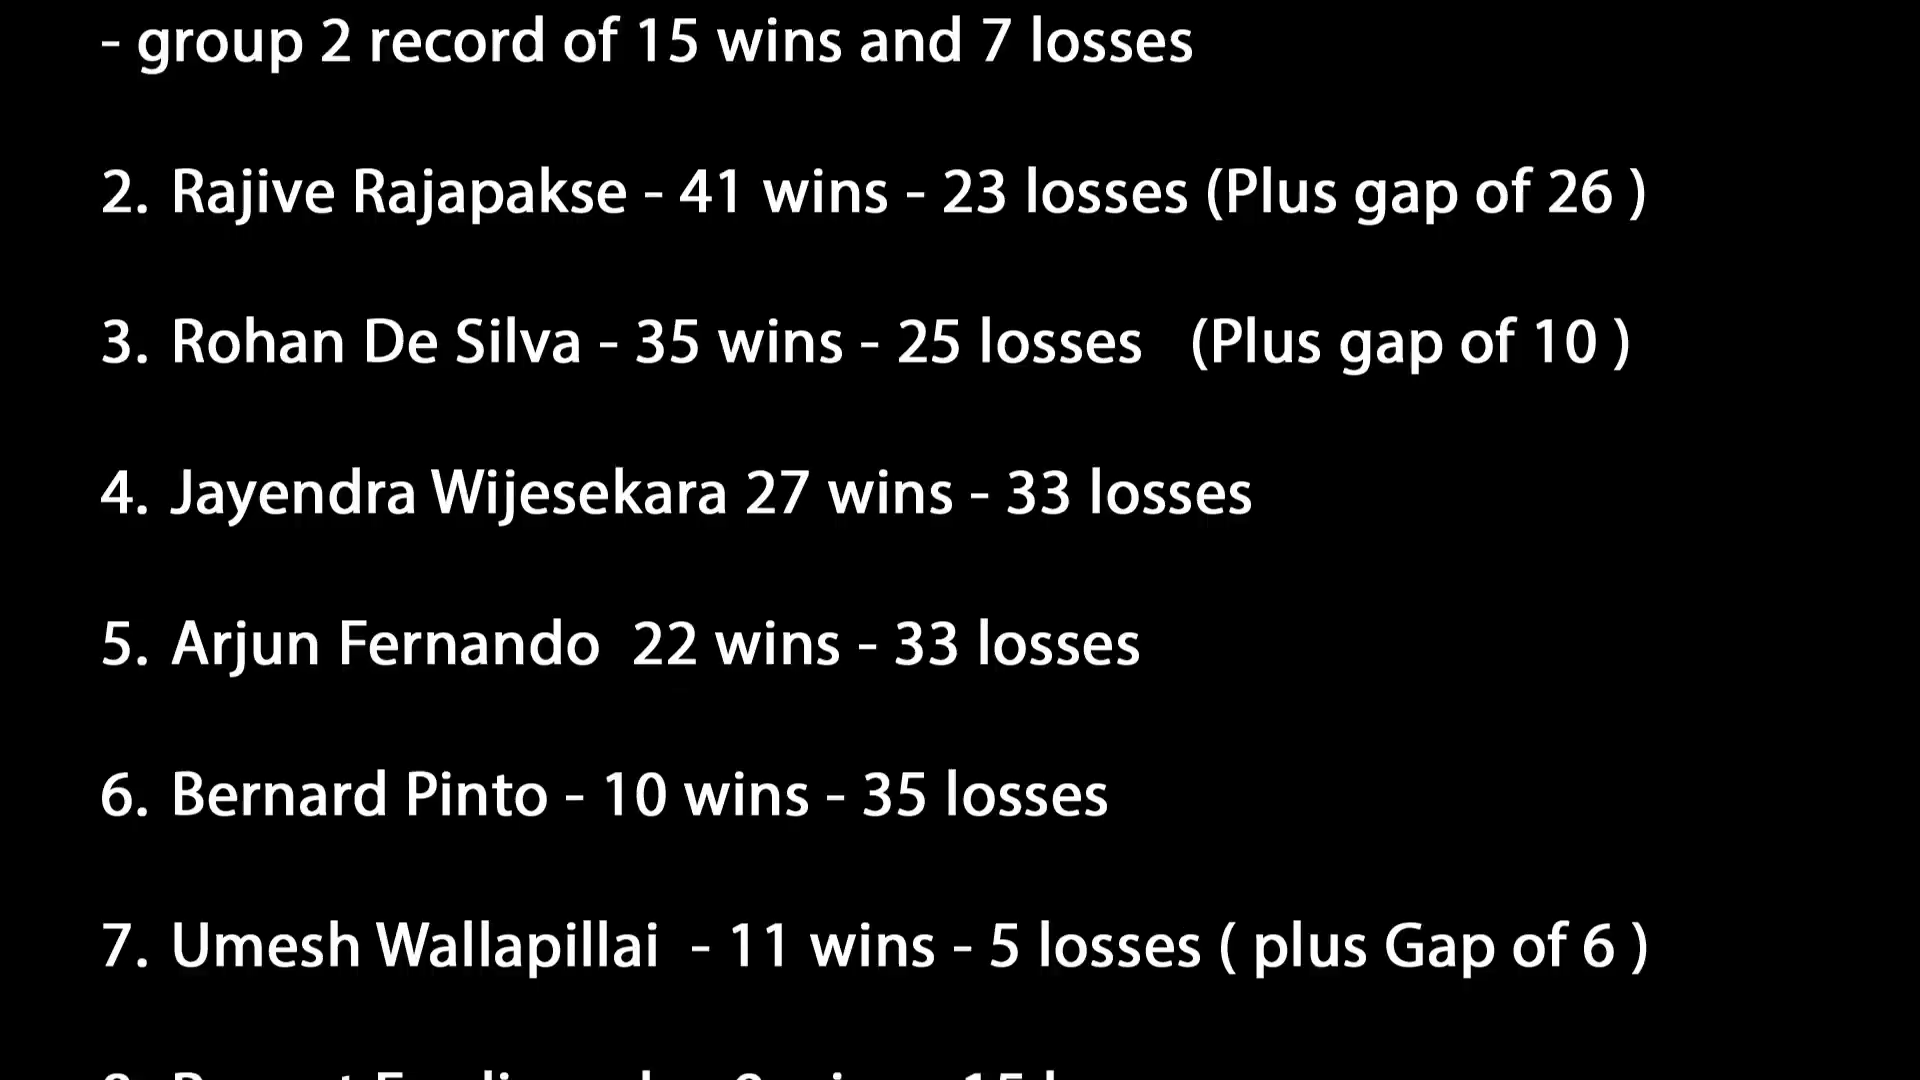 - group 2 record of 15 wins and 7 losses
2. Rajive Rajapakse - 41 wins - 23 losses (Plus gap of 26 )
3. Rohan De Silva - 35 wins - 25 losses (Plus gap of 10 )
4. Jayendra Wijesekara 27 wins - 33 losses
5. Arjun Fernando 22 wins - 33 losses
6. Bernard Pinto - 10 wins - 35 losses
7. Umesh Wallapillai - 11 wins - 5 losses ( plus Gap of 6 )